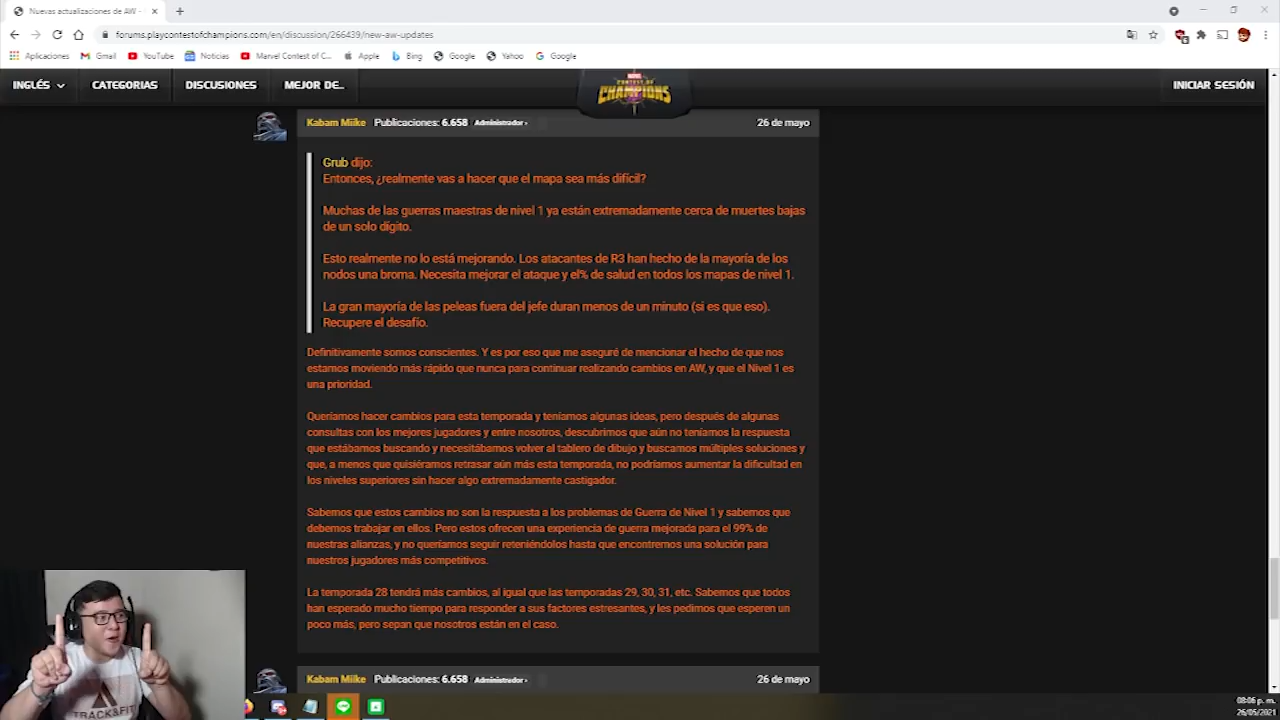 Nuevas actualizaciones de AW -
forums.playcontestofchampions.com/en/discussion/266439/new-aw-updates
Aplicaciones
Gmail
YouTube
Noticias
Marvel Contest of C...
Apple
Bing
Google
Yahoo
Google
INGLÉS
CATEGORIAS
DISCUSIONES
MEJOR DE...
MARVEL
CONTEST OF
CHAMPIONS
INICIAR SESIÓN
Kabam Miike Publicaciones: 6.658 Administrador ›
26 de mayo
Grub dijo:
Entonces, ¿realmente vas a hacer que el mapa sea más difícil?
Muchas de las guerras maestras de nivel 1 ya están extremadamente cerca de muertes bajas
de un solo dígito.
Esto realmente no lo está mejorando. Los atacantes de R3 han hecho de la mayoría de los
nodos una broma. Necesita mejorar el ataque y el% de salud en todos los mapas de nivel 1.
La gran mayoría de las peleas fuera del jefe duran menos de un minuto (si es que eso).
Recupere el desafío.
Definitivamente somos conscientes. Y es por eso que me aseguré de mencionar el hecho de que nos
estamos moviendo más rápido que nunca para continuar realizando cambios en AW, y que el Nivel 1 es
una prioridad.
Queríamos hacer cambios para esta temporada y teníamos algunas ideas, pero después de algunas
consultas con los mejores jugadores y entre nosotros, descubrimos que aún no teníamos la respuesta
que estábamos buscando y necesitábamos volver al tablero de dibujo y buscamos múltiples soluciones y
que, a menos que quisiéramos retrasar aún más esta temporada, no podríamos aumentar la dificultad en
los niveles superiores sin hacer algo extremadamente castigador.
Sabemos que estos cambios no son la respuesta a los problemas de Guerra de Nivel 1 y sabemos que
debemos trabajar en ellos. Pero estos ofrecen una experiencia de guerra mejorada para el 99% de
nuestras alianzas, y no queríamos seguir reteniéndolos hasta que encontremos una solución para
nuestros jugadores más competitivos.
La temporada 28 tendrá más cambios, al igual que las temporadas 29, 30, 31, etc. Sabemos que todos
han esperado mucho tiempo para responder a sus factores estresantes, y les pedimos que esperen un
poco más, pero sepan que nosotros están en el caso.
Kabam Miike Publicaciones: 6.658 Administrador ›
26 de mayo
TRACK&FI
08:06 p. m.
26/05/2021